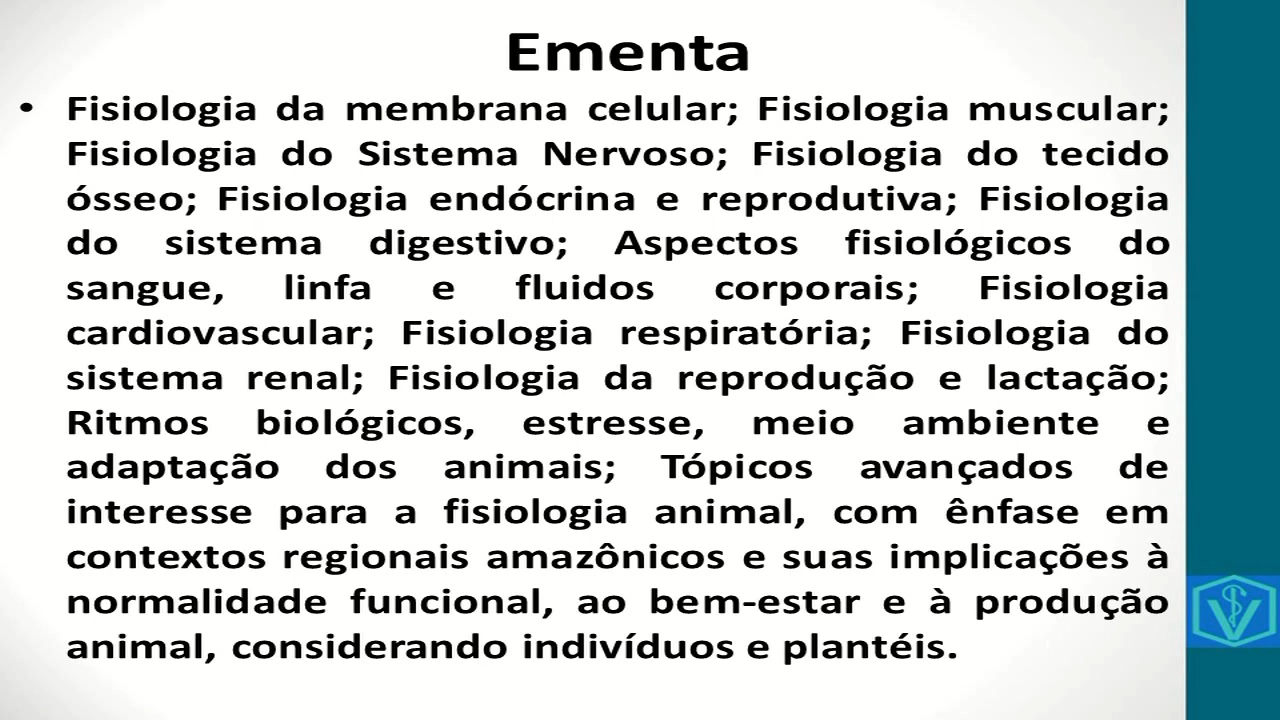 Ementa
• Fisiologia da membrana celular; Fisiologia muscular;
Fisiologia do Sistema Nervoso; Fisiologia do tecido
ósseo; Fisiologia endócrina e reprodutiva; Fisiologia
do sistema digestivo; Aspectos fisiológicos do
sangue, linfa e fluidos corporais; Fisiologia
cardiovascular; Fisiologia respiratória; Fisiologia do
sistema renal; Fisiologia da reprodução e lactação;
Ritmos biológicos, estresse, meio ambiente e
adaptação dos animais; Tópicos avançados de
interesse para a fisiologia animal, com ênfase em
contextos regionais amazônicos e suas implicações à
normalidade funcional, ao bem-estar e à produção
animal, considerando indivíduos e plantéis.